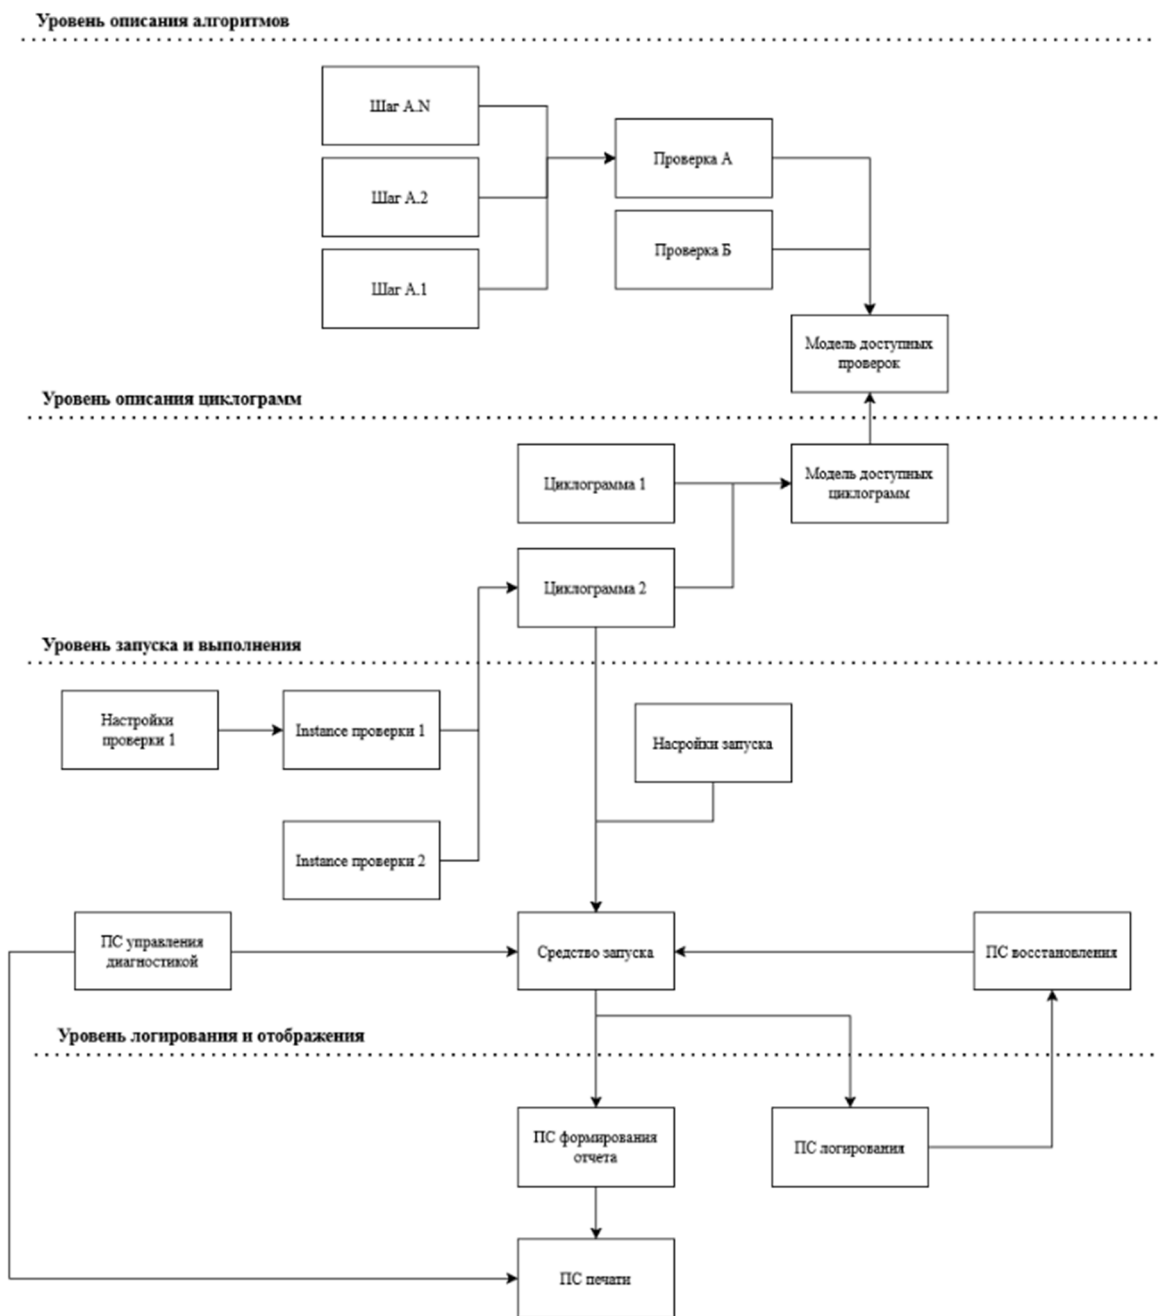 Уровень описания алгоритмов
Шаг A.N
Шаг A.2
Шаг A.1
Проверка А
Проверка Б
Модель доступных
проверок
Уровень описания циклограмм
Циклограмма 1
Модель доступных
циклограмм
Циклограмма 2
Уровень запуска и выполнения
Настройки
проверки 1
Instance проверки 1
Насройки запуска
Instance проверки 2
ПС управления
диагностикой
Средство запуска
ПС восстановления
Уровень логирования и отображения
ПС формирования
отчета
ПС логирования
ПС печати